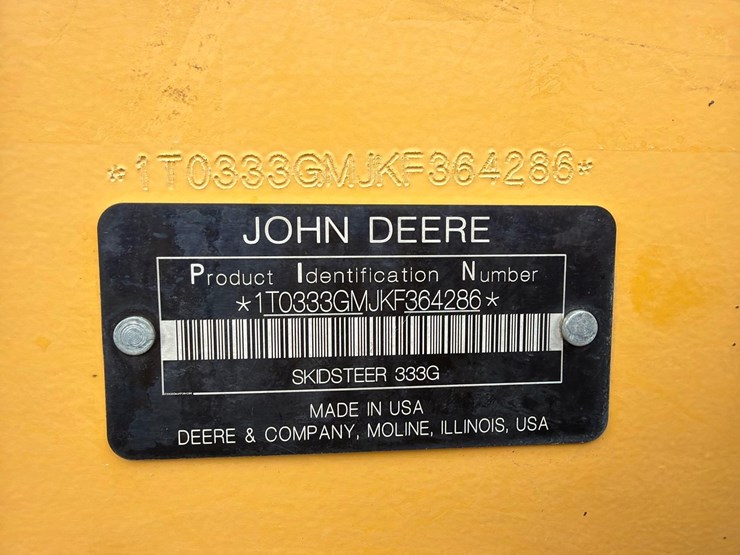 *1T0333GMJKF364286*
JOHN DEERE
Product Identification Number
*1T0333GMJKF364286*
SKIDSTEER 333G
MADE IN USA
DEERE & COMPANY, MOLINE, ILLINOIS, USA